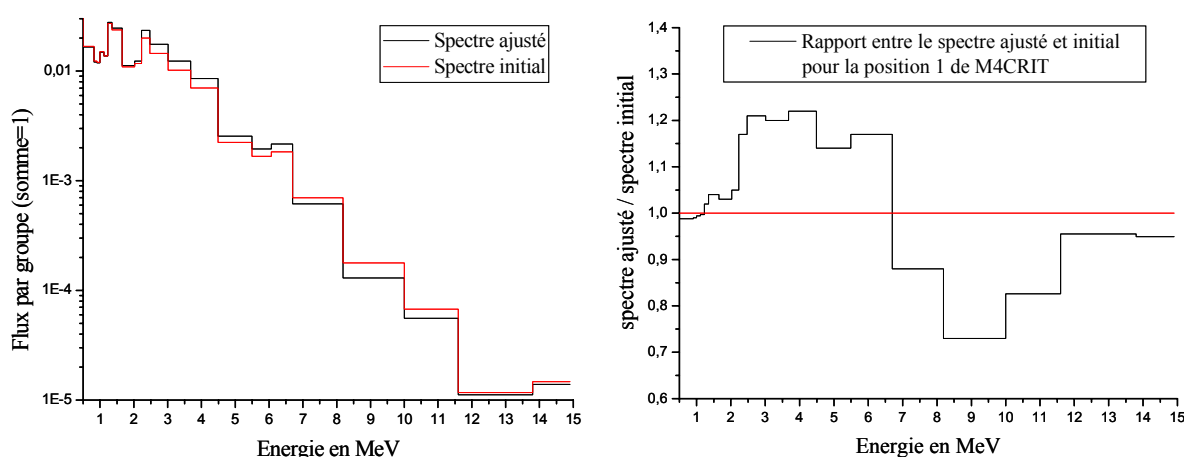 Flux par groupe (somme=1)
0,01
1E-3
1E-4
1E-5
Spectre ajusté
Spectre initial
1 2 3 4 5 6 7 8 9 10 11 12 13 14 15
Energie en MeV
spectre ajusté / spectre initial
1,4
1,3
1,2
1,1
1,0
0,9
0,8
0,7
0,6
Rapport entre le spectre ajusté et initial
pour la position 1 de M4CRIT
1 2 3 4 5 6 7 8 9 10 11 12 13 14 15
Energie en MeV